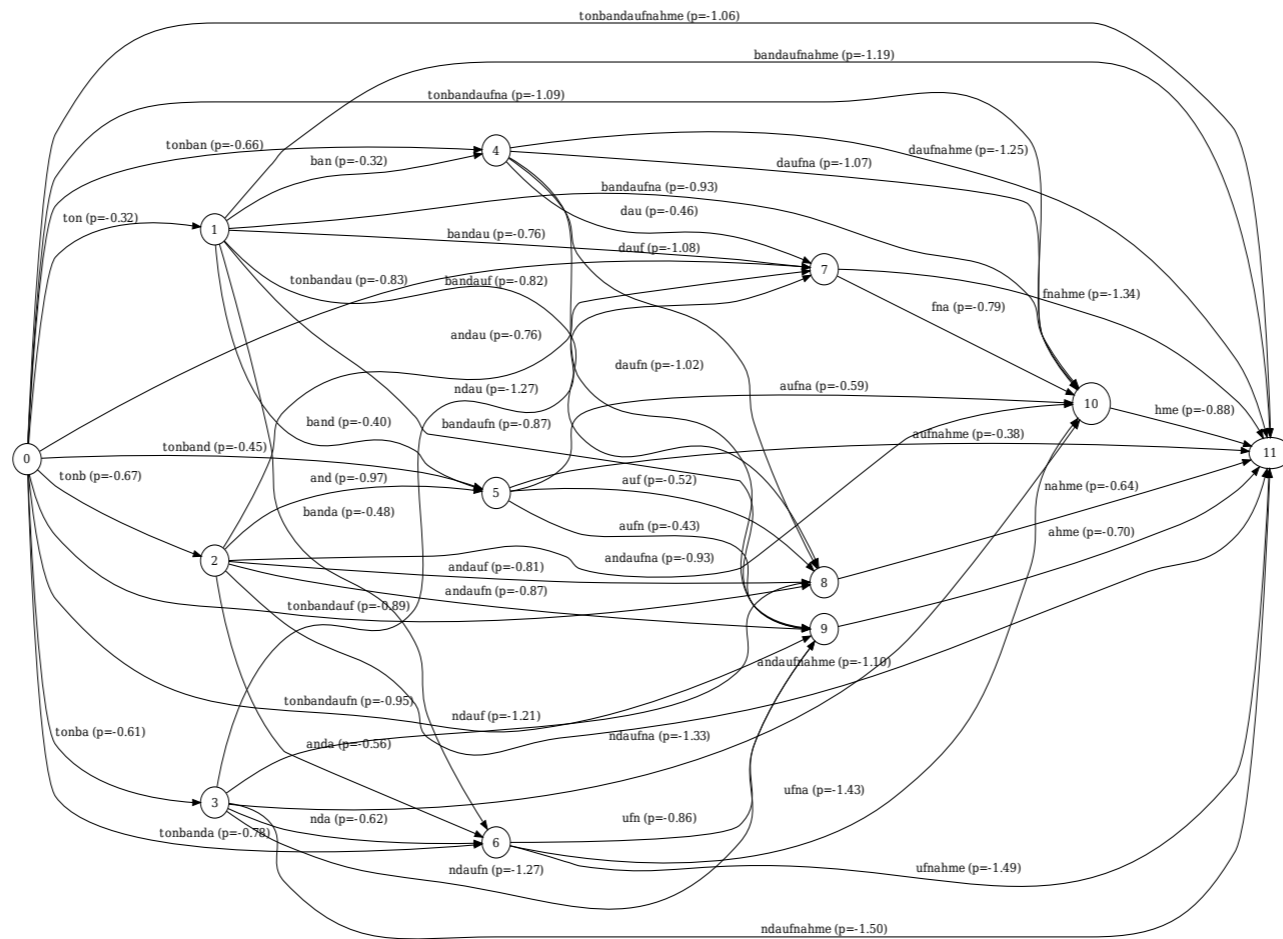 tonbandaufnahme (p=-1.06)
bandaufnahme (p=-1.19)
tonbandaufna (p=-1.09)
tonban (p=-0.66)
4
daufnahme (p=-1.25)
ban (p=-0.32)
daufna (p=-1.07)
bandaufna (p=-0.93)
ton (p=-0.32)
1
dau (p=-0.46)
bandau (p=-0.76)
dauf (p=-1.08)
7
tonbandau (p=-0.83)
bandauf (p=-0.82)
fnahme (p=-1.34)
fna (p=-0.79)
andau (p=-0.76)
daufn (p=-1.02)
ndau (p=-1.27)
aufna (p=-0.59)
10
hme (p=-0.88)
band (p=-0.40)
bandaufn (p=-0.87)
aufnahme (p=-0.38)
0
tonband (p=-0.45)
11
tonb (p=-0.67)
and (p=-0.97)
5
auf (p=-0.52)
nahme (p=-0.64)
banda (p=-0.48)
aufn (p=-0.43)
ahme (p=-0.70)
2
andaufna (p=-0.93)
andauf (p=-0.81)
8
andaufn (p=-0.87)
tonbandauf (p=-0.89)
9
andaufnahme (p=-1.10)
tonbandaufn (p=-0.95)
ndauf (p=-1.21)
tonba (p=-0.61)
anda (p=-0.56)
ndaufna (p=-1.33)
ufna (p=-1.43)
3
nda (p=-0.62)
ufn (p=-0.86)
tonbanda (p=-0.78)
6
ndaufn (p=-1.27)
ufnahme (p=-1.49)
ndaufnahme (p=-1.50)